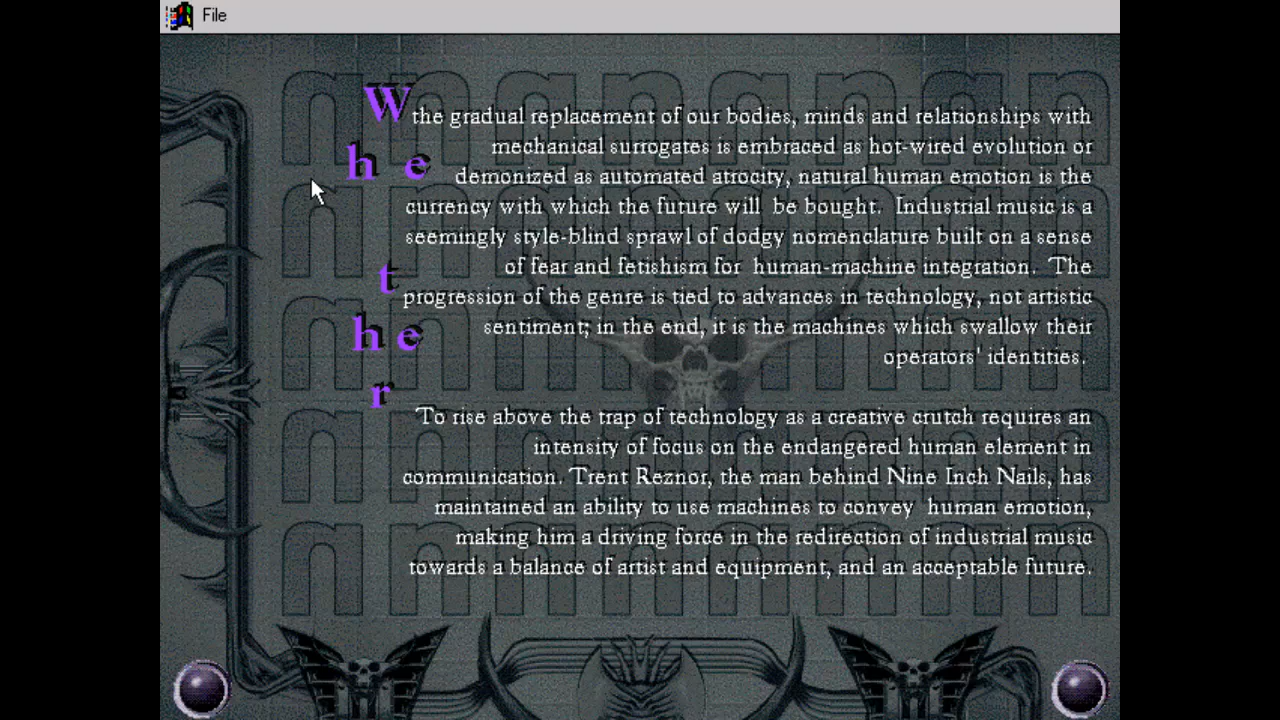 File
Whether
the gradual replacement of our bodies, minds and relationships with
mechanical surrogates is embraced as hot-wired evolution or
demonized as automated atrocity, natural human emotion is the
currency with which the future will  be bought.  Industrial music is a
seemingly style-blind sprawl of dodgy nomenclature built on a sense
of fear and fetishism for  human-machine integration.  The
progression of the genre is tied to advances in technology, not artistic
sentiment; in the end, it is the machines which swallow their
operators' identities.
To rise above the trap of technology as a creative crutch requires an
intensity of focus on the endangered human element in
communication. Trent Reznor, the man behind Nine Inch Nails, has
maintained an ability to use machines to convey  human emotion,
making him a driving force in the redirection of industrial music
towards a balance of artist and equipment, and an acceptable future.